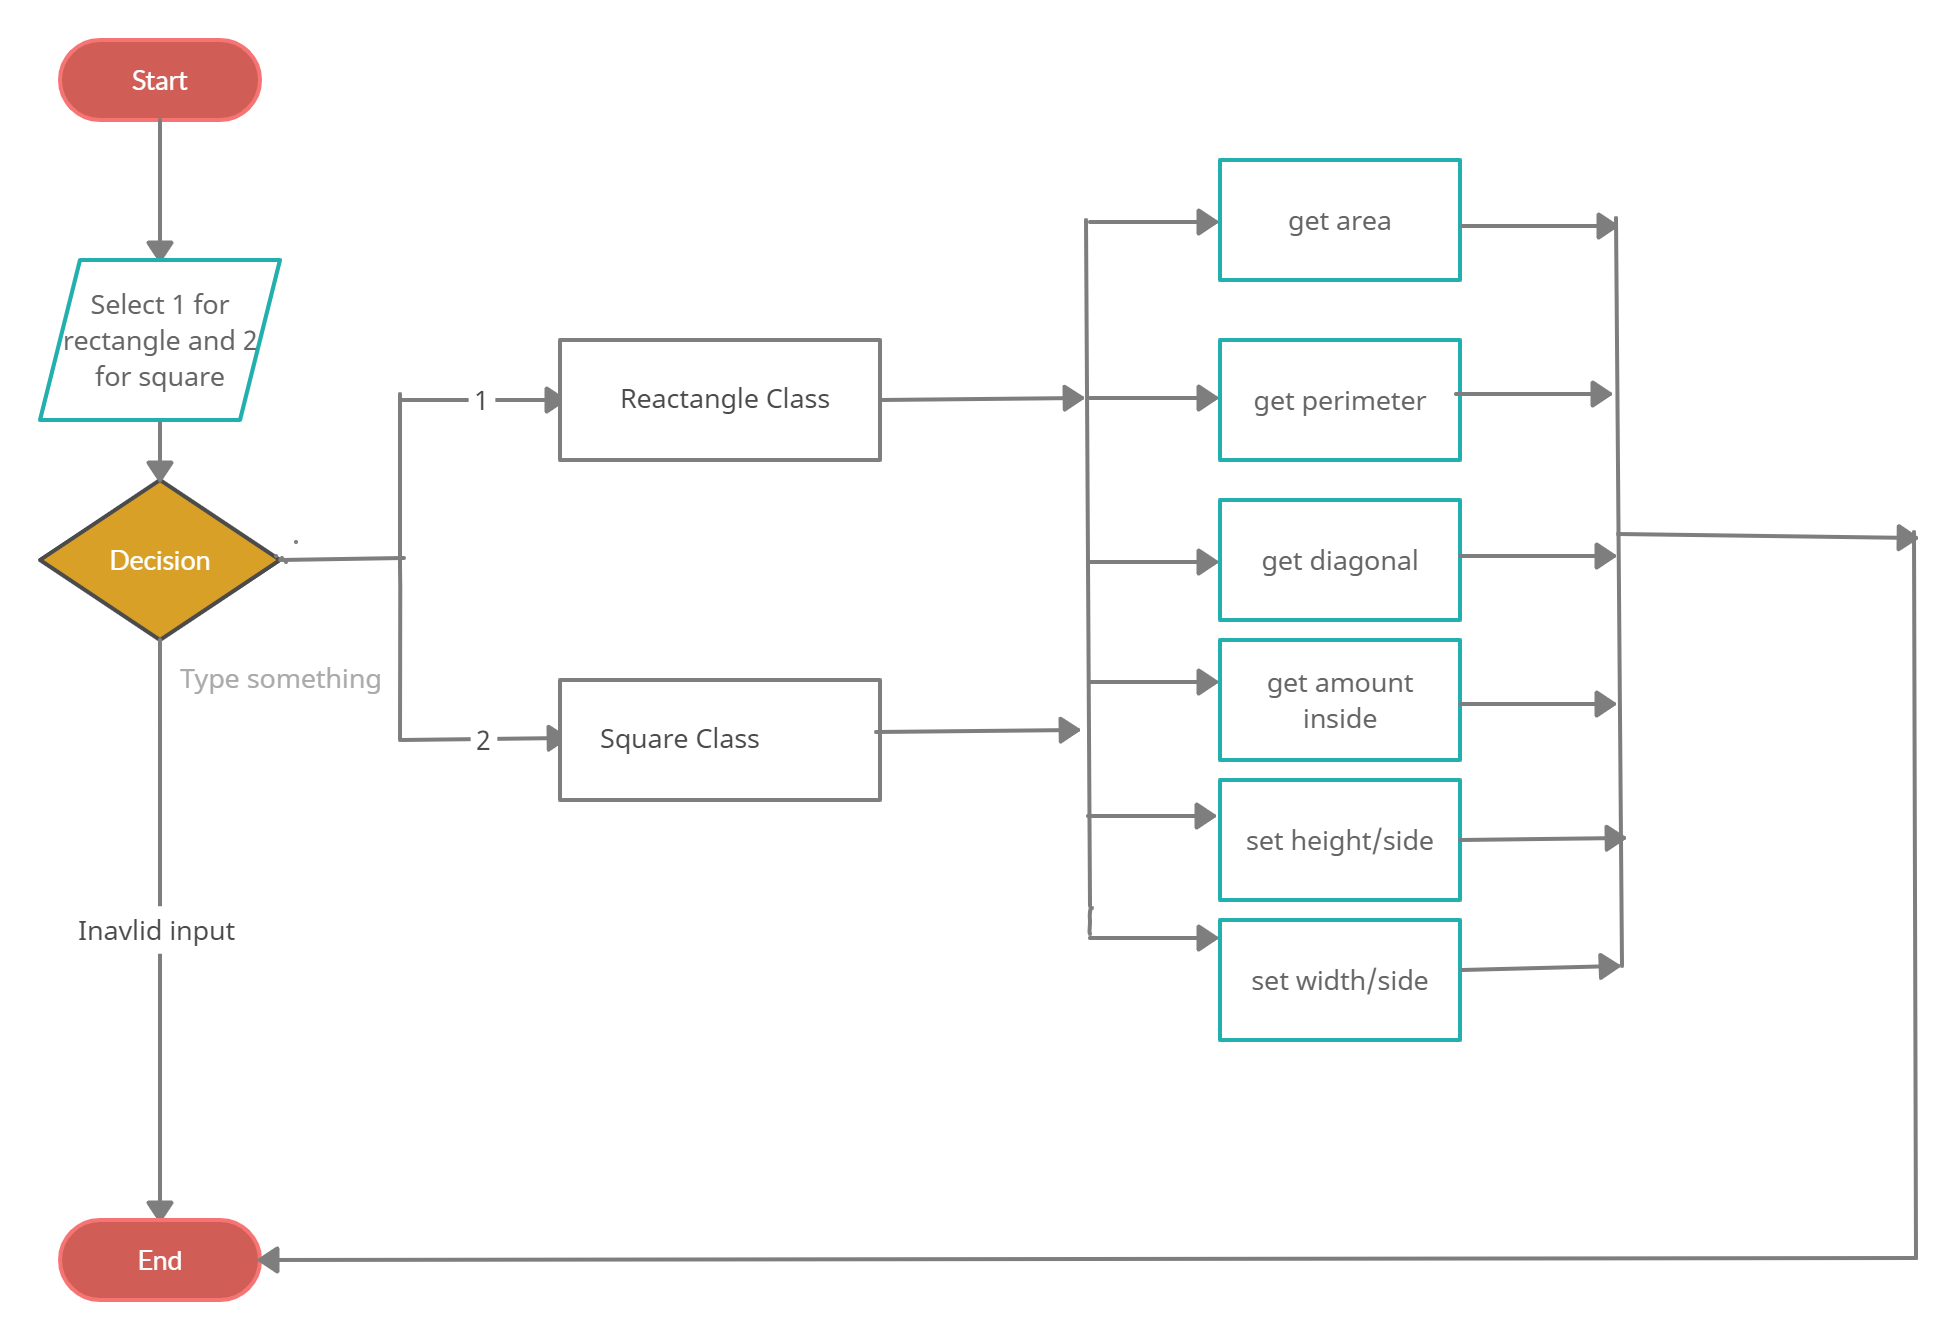 Start
Select 1 for
rectangle and 2
for square
Decision
Type something
Inavlid input
End
1
Reactangle Class
2
Square Class
get area
get perimeter
get diagonal
get amount
inside
set height/side
set width/side